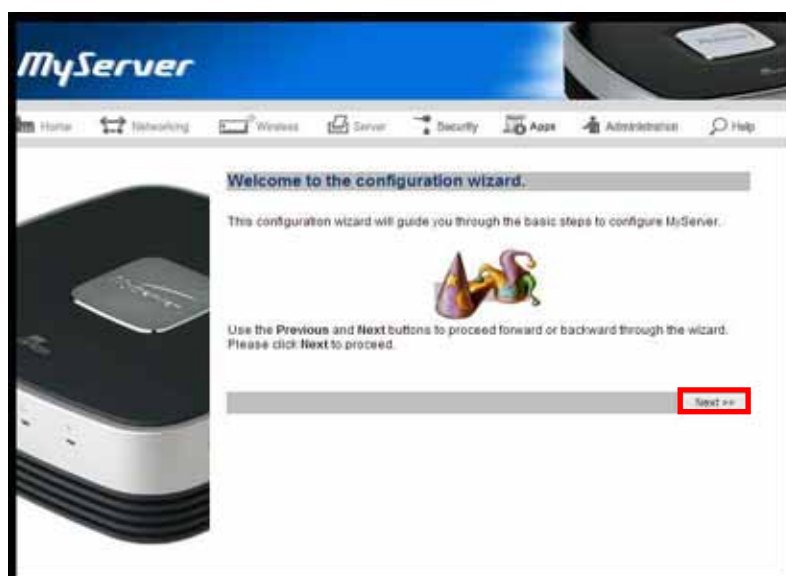 MyServer
Home Networking Wireless Server Security Apps Administration Help
Welcome to the configuration wizard.
This configuration wizard will guide you through the basic steps to configure MyServer.
Use the Previous and Next buttons to proceed forward or backward through the wizard.
Please click Next to proceed.
Next >>